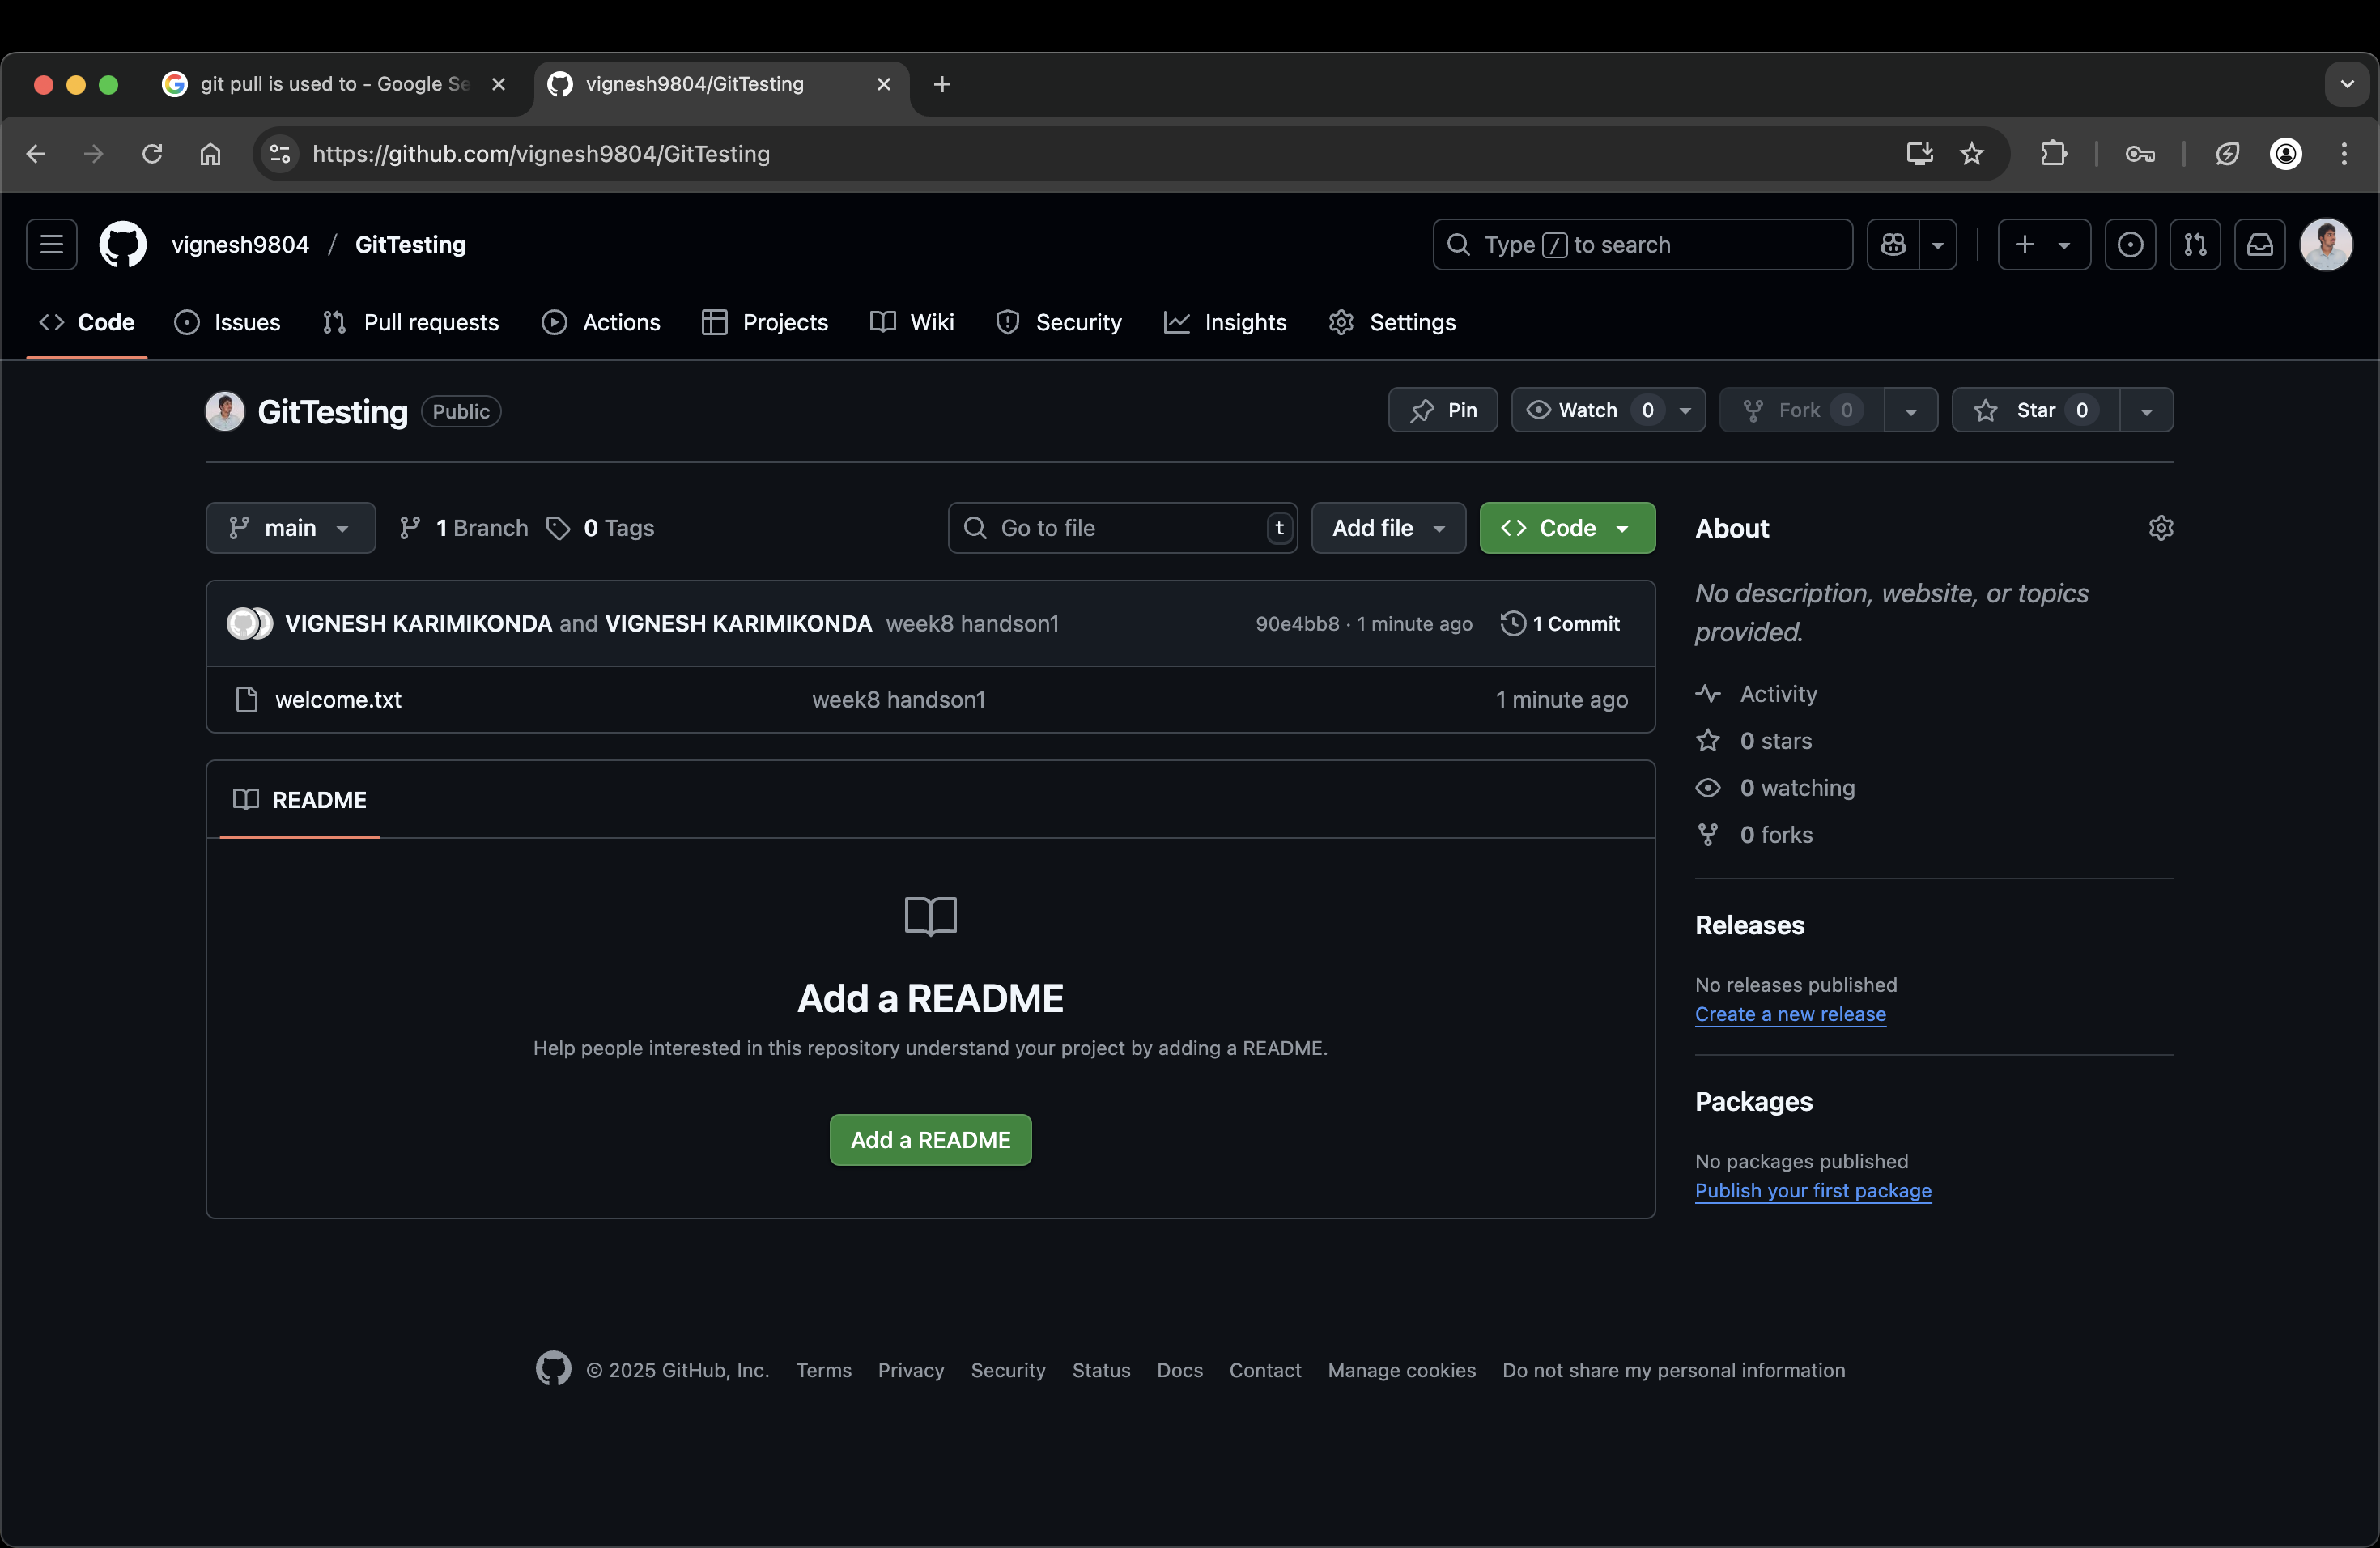 git pull is used to - Google Se
vignesh9804/GitTesting
https://github.com/vignesh9804/GitTesting
vignesh9804 / GitTesting
Type / to search
Code Issues Pull requests Actions Projects Wiki Security Insights Settings
GitTesting Public
Pin Watch 0 Fork 0 Star 0
main 1 Branch 0 Tags Go to file t Add file Code
VIGNESH KARIMIKONDA and VIGNESH KARIMIKONDA week8 handson1 90e4bb8 · 1 minute ago 1 Commit
welcome.txt week8 handson1 1 minute ago
README
Add a README
Help people interested in this repository understand your project by adding a README.
Add a README
About
No description, website, or topics
provided.
Activity
0 stars
0 watching
0 forks
Releases
No releases published
Create a new release
Packages
No packages published
Publish your first package
© 2025 GitHub, Inc. Terms Privacy Security Status Docs Contact Manage cookies Do not share my personal information